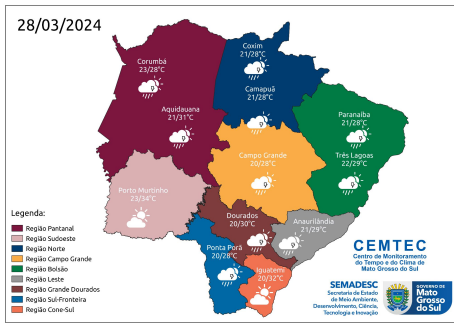 28/03/2024
Corumbá
23/28°C
Coxim
21/28°C
Camapuã
21/28°C
Aquidauana
21/31°C
Paranaiba
21/28°C
Campo Grande
20/28°C
Três Lagoas
22/29°C
Porto Murtinho
23/34°C
Dourados
20/30°C
Anaurilândia
21/29°C
Ponta Porã
20/28°C
Iguatemi
20/32°C
Legenda:
Região Pantanal
Região Sudoeste
Região Norte
Região Campo Grande
Região Bolsão
Região Leste
Região Grande Dourados
Região Sul-Fronteira
Região Cone-Sul
CEMTEC
Centro de Monitoramento
do Tempo e do Clima de
Mato Grosso do Sul
SEMADESC
Secretaria de Estado
de Meio Ambiente,
Desenvolvimento, Ciência,
Tecnologia e Inovação
GOVERNO DE
Mato
Grosso
do Sul